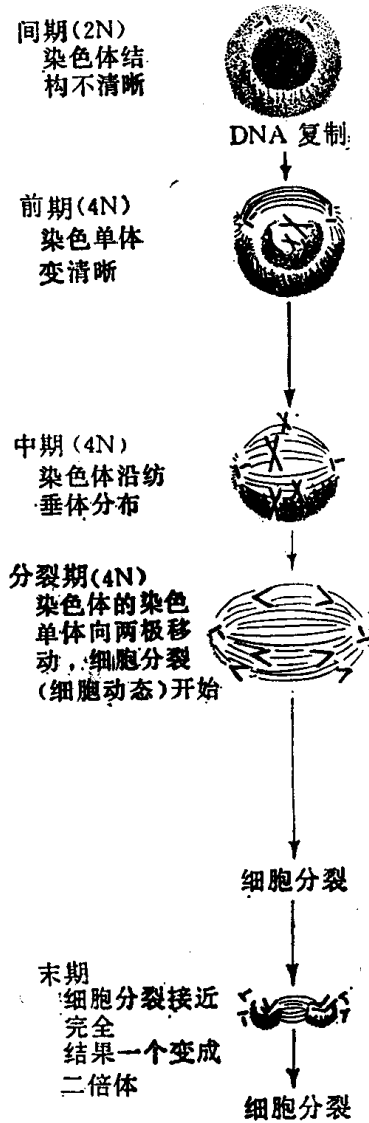 间期(2N)
染色体结
构不清晰
DNA 复制
前期(4N)
染色单体
变清晰
中期(4N)
染色体沿纺
垂体分布
分裂期(4N)
染色体的染色
单体向两极移
动，细胞分裂
(细胞动态)开始
细胞分裂
末期
细胞分裂接近
完全
结果一个变成
二倍体
细胞分裂